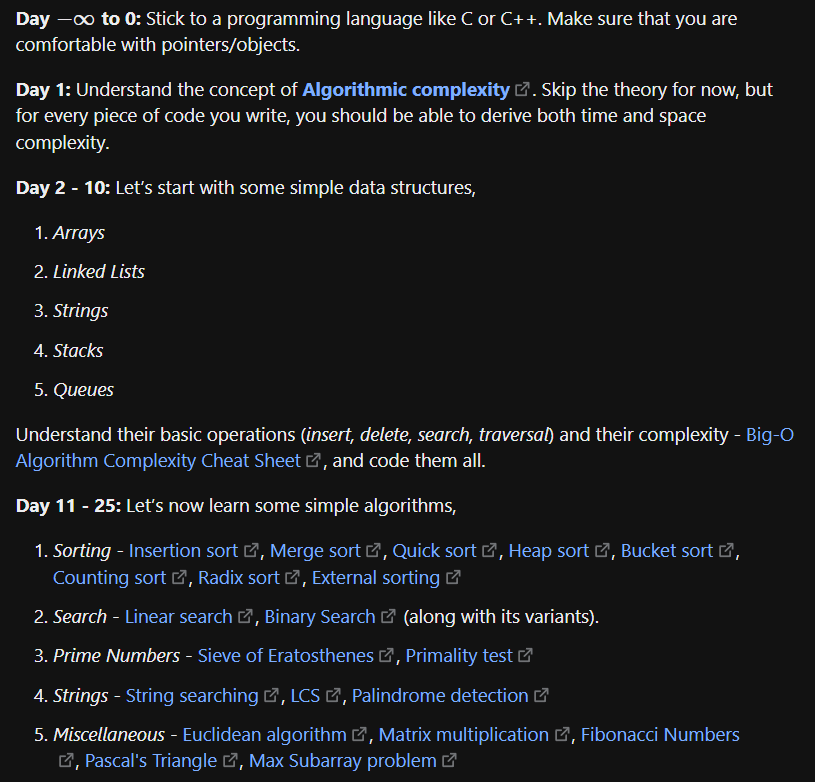 Day −∞ to 0: Stick to a programming language like C or C++. Make sure that you are
comfortable with pointers/objects.
Day 1: Understand the concept of Algorithmic complexity. Skip the theory for now, but
for every piece of code you write, you should be able to derive both time and space
complexity.
Day 2 - 10: Let’s start with some simple data structures,
1. Arrays
2. Linked Lists
3. Strings
4. Stacks
5. Queues
Understand their basic operations (insert, delete, search, traversal) and their complexity - Big-O
Algorithm Complexity Cheat Sheet, and code them all.
Day 11 - 25: Let’s now learn some simple algorithms,
1. Sorting - Insertion sort, Merge sort, Quick sort, Heap sort, Bucket sort,
Counting sort, Radix sort, External sorting
2. Search - Linear search, Binary Search (along with its variants).
3. Prime Numbers - Sieve of Eratosthenes, Primality test
4. Strings - String searching, LCS, Palindrome detection
5. Miscellaneous - Euclidean algorithm, Matrix multiplication, Fibonacci Numbers
, Pascal's Triangle, Max Subarray problem